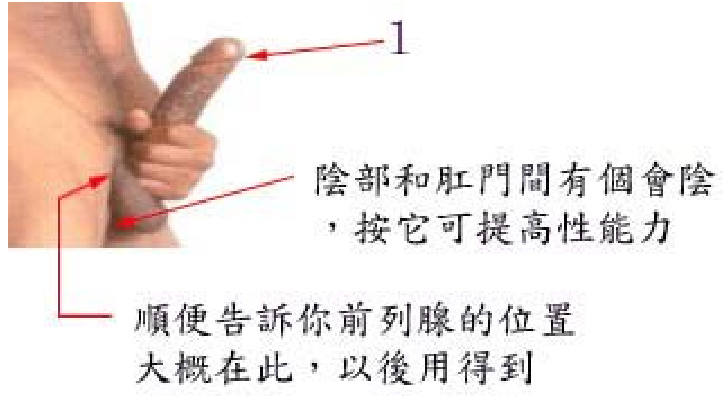 1
陰部和肛門間有個會陰
，按它可提高性能力
順便告訴你前列腺的位置
大概在此，以後用得到